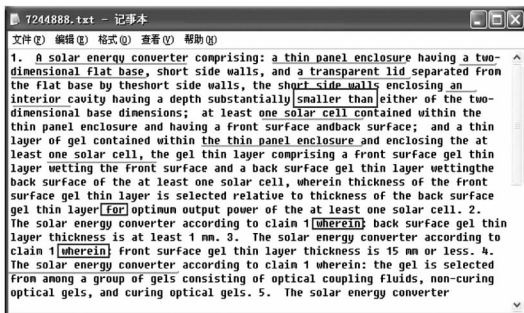 7244888.txt - 记事本
文件(F) 编辑(E) 格式(O) 查看(V) 帮助(H)
1. A solar energy converter comprising: a thin panel enclosure having a two-
dimensional flat base, short side walls, and a transparent lid separated from
the flat base by theshort side walls, the short side walls enclosing an
interior cavity having a depth substantially smaller than either of the two-
dimensional base dimensions; at least one solar cell contained within the
thin panel enclosure and having a front surface andback surface; and a thin
layer of gel contained within the thin panel enclosure and enclosing the at
least one solar cell, the gel thin layer comprising a front surface gel thin
layer wetting the front surface and a back surface gel thin layer wettingthe
back surface of the at least one solar cell, wherein thickness of the front
surface gel thin layer is selected relative to thickness of the back surface
gel thin layer for optimum output power of the at least one solar cell. 2.
The solar energy converter according to claim 1 wherein: back surface gel thin
layer thickness is at least 1 mm. 3. The solar energy converter according to
claim 1 wherein: front surface gel thin layer thickness is 15 mm or less. 4.
The solar energy converter according to claim 1 wherein: the gel is selected
from among a group of gels consisting of optical coupling fluids, non-curing
optical gels, and curing optical gels. 5. The solar energy converter